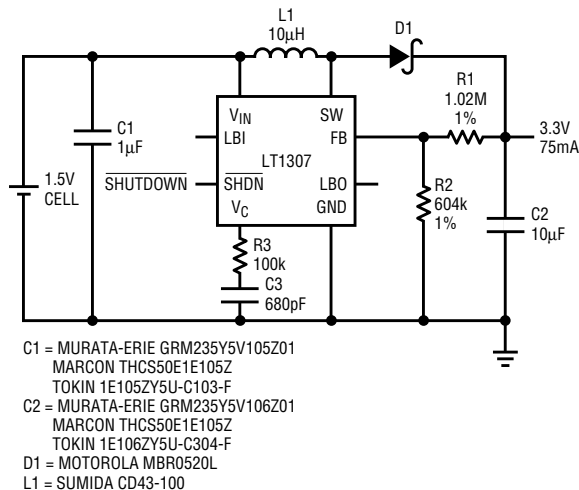 L1
10µH
D1
R1
1.02M
1%
C1
1µF
VIN
SW
LBI
FB
LT1307
3.3V
75mA
1.5V
CELL
SHUTDOWN
SHDN
LBO
VC
GND
R2
604k
1%
C2
10µF
R3
100k
C3
680pF
C1 = MURATA-ERIE GRM235Y5V105Z01
MARCON THCS50E1E105Z
TOKIN 1E105ZY5U-C103-F
C2 = MURATA-ERIE GRM235Y5V106Z01
MARCON THCS50E1E105Z
TOKIN 1E106ZY5U-C304-F
D1 = MOTOROLA MBR0520L
L1 = SUMIDA CD43-100